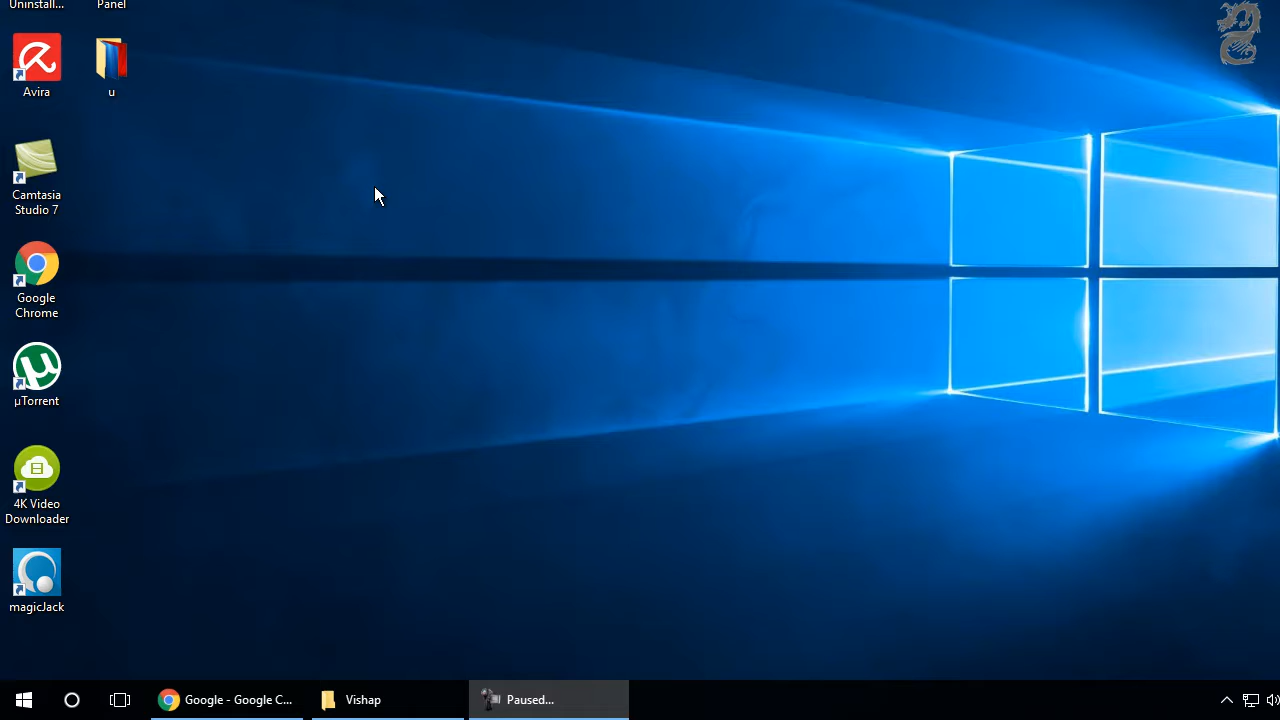 Uninstall...
Panel
Avira
u
Camtasia
Studio 7
Google
Chrome
µTorrent
4K Video
Downloader
magicJack
Google - Google C...
Vishap
Paused...